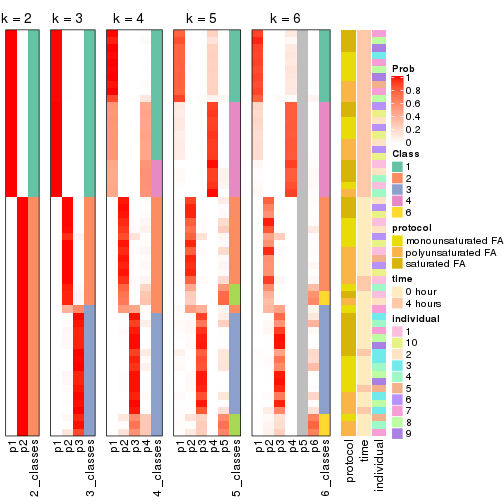 k = 2
k = 3
k = 4
k = 5
k = 6
p1
p2
2_classes
p1
p2
p3
3_classes
p1
p2
p3
p4
4_classes
p1
p2
p3
p4
p5
5_classes
p1
p2
p3
p4
p5
p6
6_classes
protocol
time
individual
Prob
1
0.8
0.6
0.4
0.2
0
Class
1
2
3
4
6
protocol
monounsaturated FA
polyunsaturated FA
saturated FA
time
0 hour
4 hours
individual
1
10
2
3
4
5
6
7
8
9